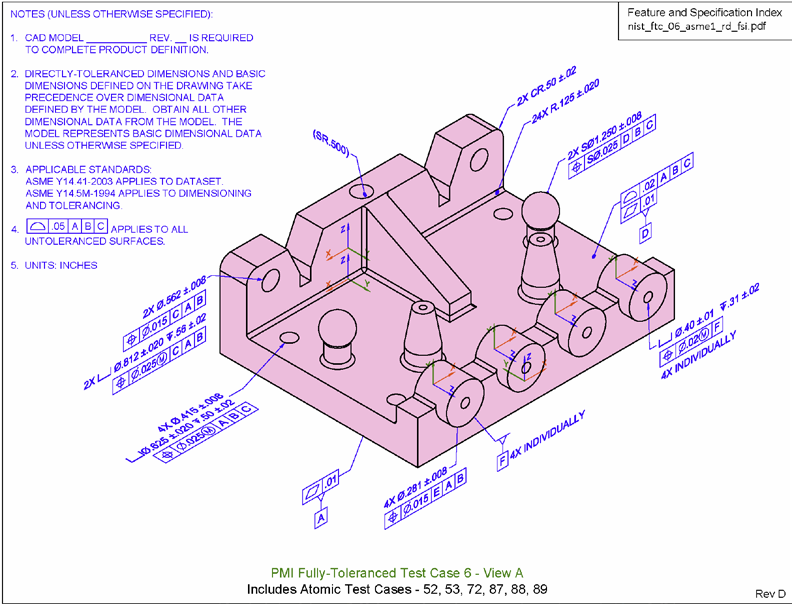 NOTES (UNLESS OTHERWISE SPECIFIED):
1. CAD MODEL __________ REV. __ IS REQUIRED
TO COMPLETE PRODUCT DEFINITION.
2. DIRECTLY-TOLERANCED DIMENSIONS AND BASIC
DIMENSIONS DEFINED ON THE DRAWING TAKE
PRECEDENCE OVER DIMENSIONAL DATA
DEFINED BY THE MODEL. OBTAIN ALL OTHER
DIMENSIONAL DATA FROM THE MODEL. THE
MODEL REPRESENTS BASIC DIMENSIONAL DATA
UNLESS OTHERWISE SPECIFIED.
3. APPLICABLE STANDARDS:
ASME Y14.41-2003 APPLIES TO DATASET.
ASME Y14.5M-1994 APPLIES TO DIMENSIONING
AND TOLERANCING.
4. ⌓ .05 A B C APPLIES TO ALL
UNTOLERANCED SURFACES.
5. UNITS: INCHES
Feature and Specification Index
nist_ftc_06_asme1_rd_fsi.pdf
2X CR.50 ±.02
24X R.125 ±.020
(SR.500)
2X SØ1.250 ±.008
⌖ SØ.025 D B C
⌓ .02 A B C
⏥ .01
D
2X Ø.562 ±.008
⌖ Ø.015 C A B
2X ⌴ Ø.812 ±.020 ↧.56 ±.02
⌖ Ø.025Ⓜ C A B
4X Ø.415 ±.008
⌴ Ø.825 ±.020 ↧.50 ±.02
⌖ Ø.025Ⓜ A B C
⌴ Ø.40 ±.01 ↧.31 ±.02
⌖ Ø.02Ⓜ F
4X INDIVIDUALLY
F 4X INDIVIDUALLY
⏥ .01
A
4X Ø.281 ±.008
⌖ Ø.015 E A B
PMI Fully-Toleranced Test Case 6 - View A
Includes Atomic Test Cases - 52, 53, 72, 87, 88, 89
Rev D